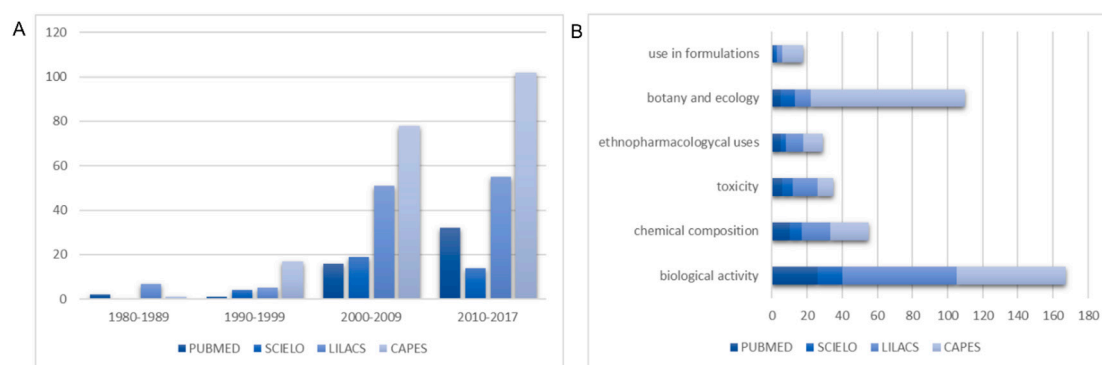 A
120
100
80
60
40
20
0
1980-1989
1990-1999
2000-2009
2010-2017
PUBMED SCIELO LILACS CAPES
B
use in formulations
botany and ecology
ethnopharmacologycal uses
toxicity
chemical composition
biological activity
0 20 40 60 80 100 120 140 160 180
PUBMED SCIELO LILACS CAPES